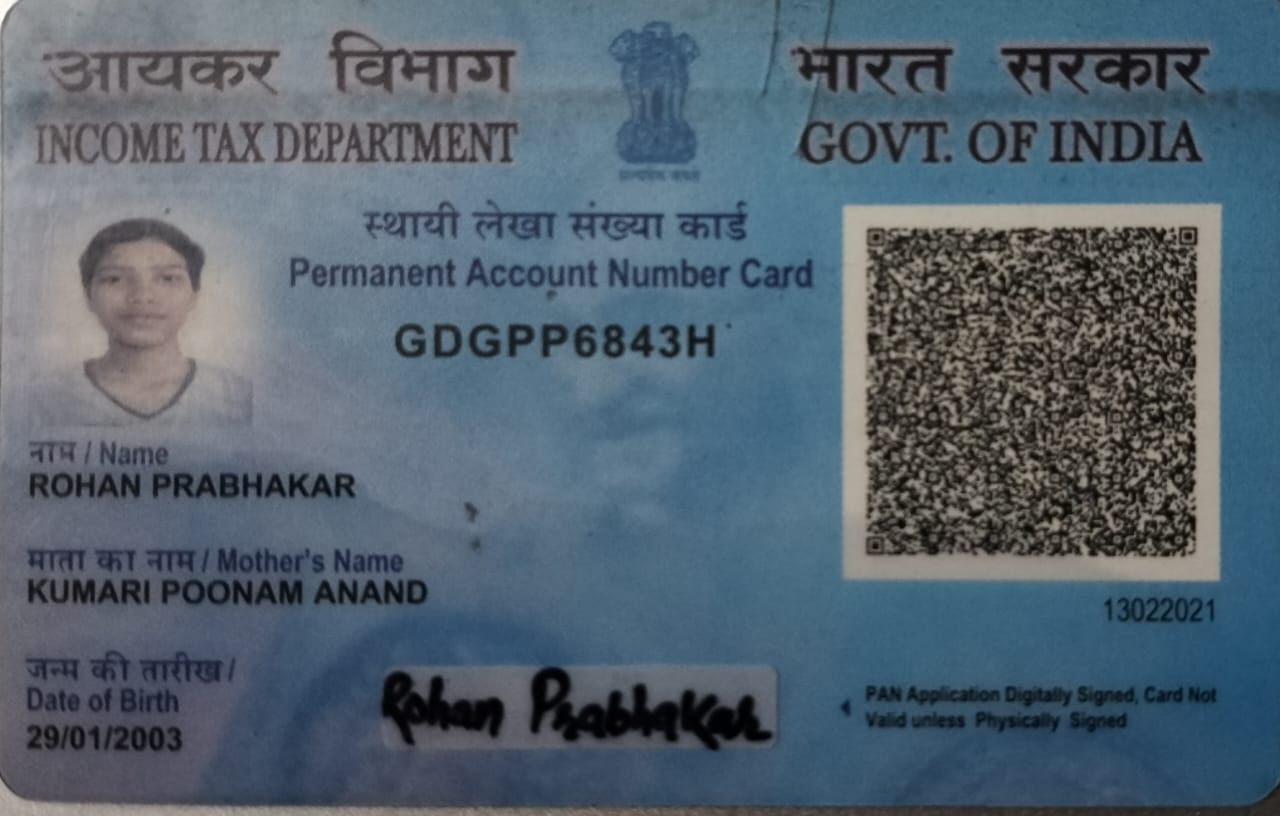 आयकर विभाग
INCOME TAX DEPARTMENT
भारत सरकार
GOVT. OF INDIA
सत्यमेव जयते
स्थायी लेखा संख्या कार्ड
Permanent Account Number Card
GDGPP6843H
नाम / Name
ROHAN PRABHAKAR
माता का नाम / Mother's Name
KUMARI POONAM ANAND
जन्म की तारीख /
Date of Birth
29/01/2003
Rohan Prabhakar
13022021
PAN Application Digitally Signed, Card Not
Valid unless Physically Signed